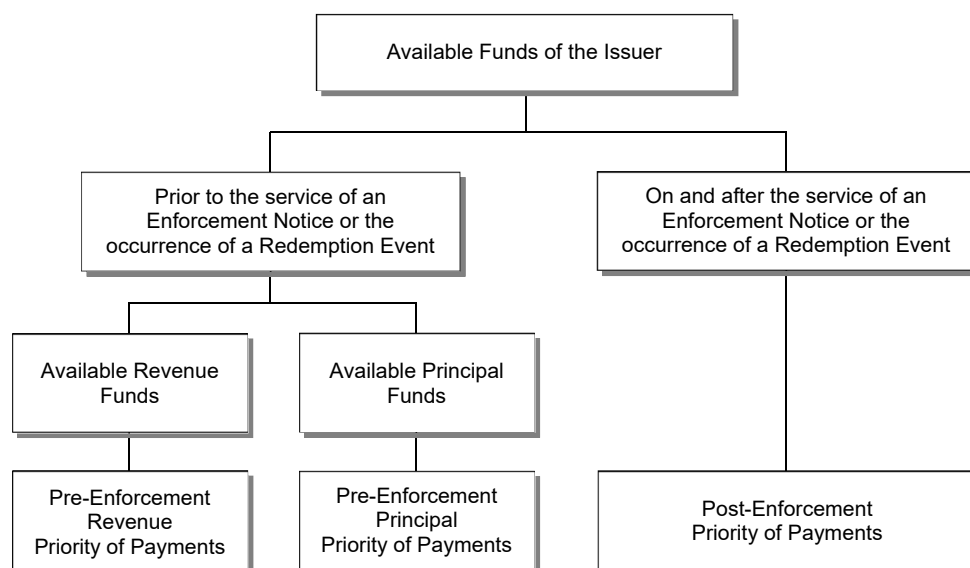 Available Funds of the Issuer
Prior to the service of an
Enforcement Notice or the
occurrence of a Redemption Event
On and after the service of an
Enforcement Notice or the
occurrence of a Redemption Event
Available Revenue
Funds
Available Principal
Funds
Pre-Enforcement
Revenue
Priority of Payments
Pre-Enforcement
Principal
Priority of Payments
Post-Enforcement
Priority of Payments